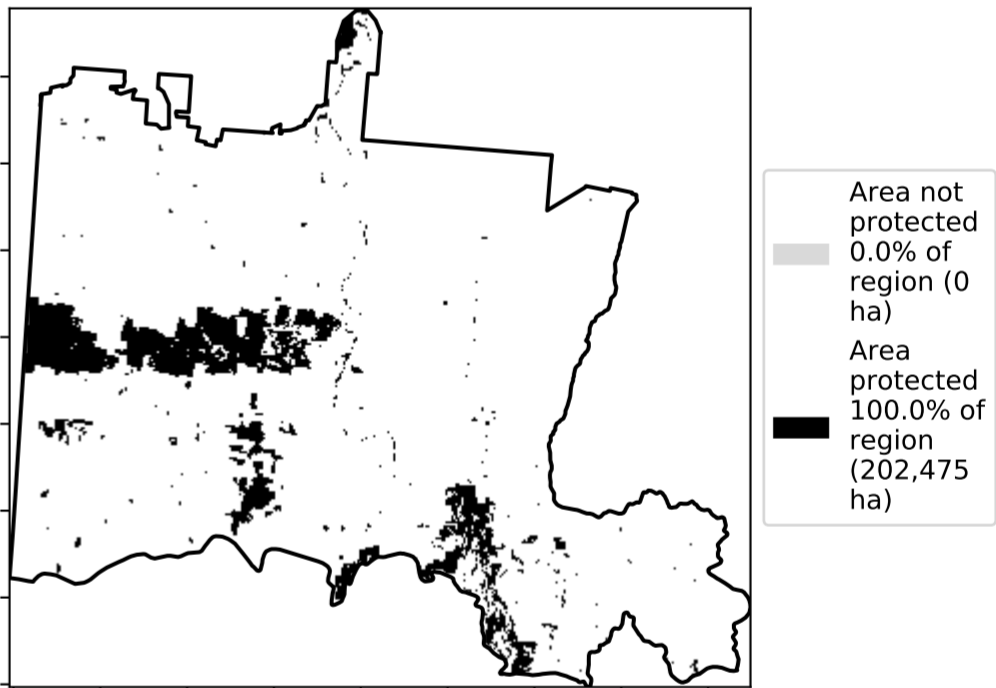 Area not
protected
0.0% of
region (0
ha)
Area
protected
100.0% of
region
(202,475
ha)